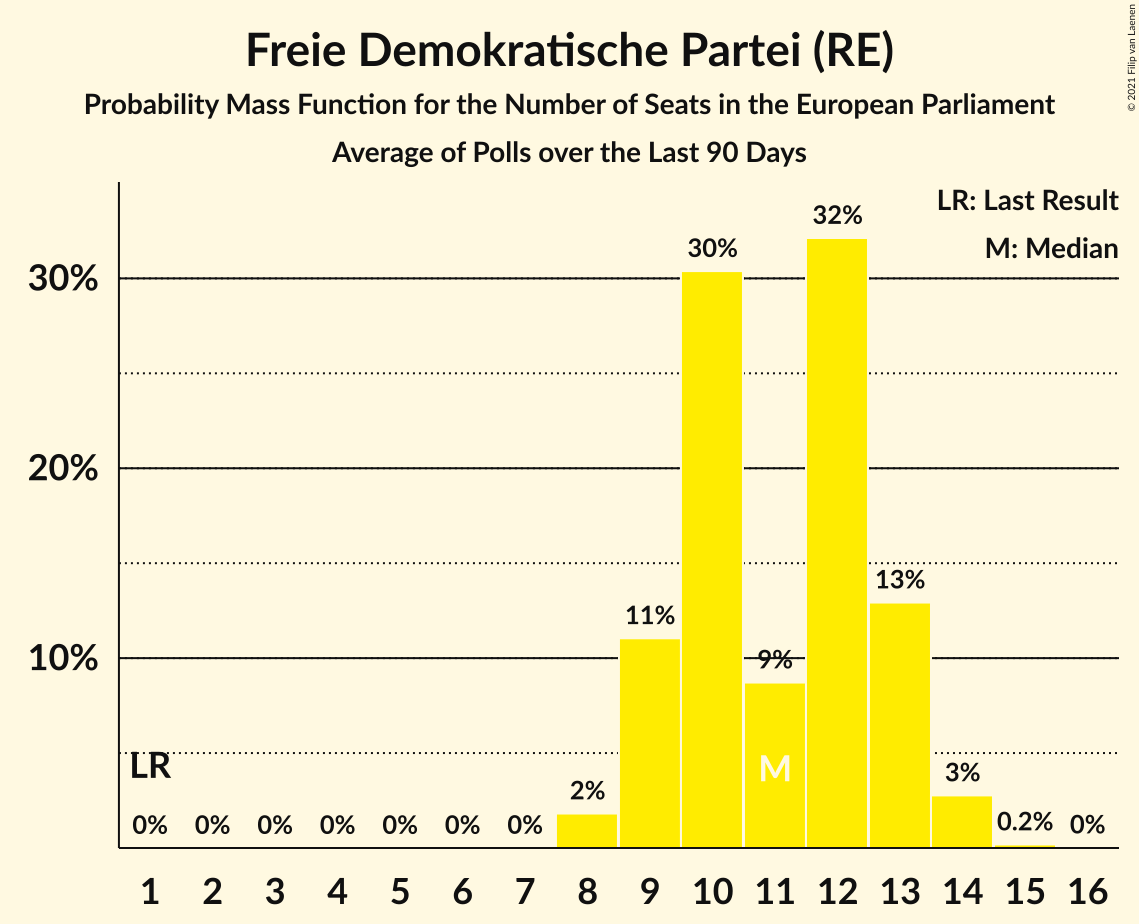 Freie Demokratische Partei (RE)
Probability Mass Function for the Number of Seats in the European Parliament
Average of Polls over the Last 90 Days
© 2021 Filip van Laenen
LR: Last Result
M: Median
30%
20%
10%
32%
30%
13%
11%
9%
LR
M
2%
3%
0% 0% 0% 0% 0% 0% 0% 0.2% 0%
1 2 3 4 5 6 7 8 9 10 11 12 13 14 15 16